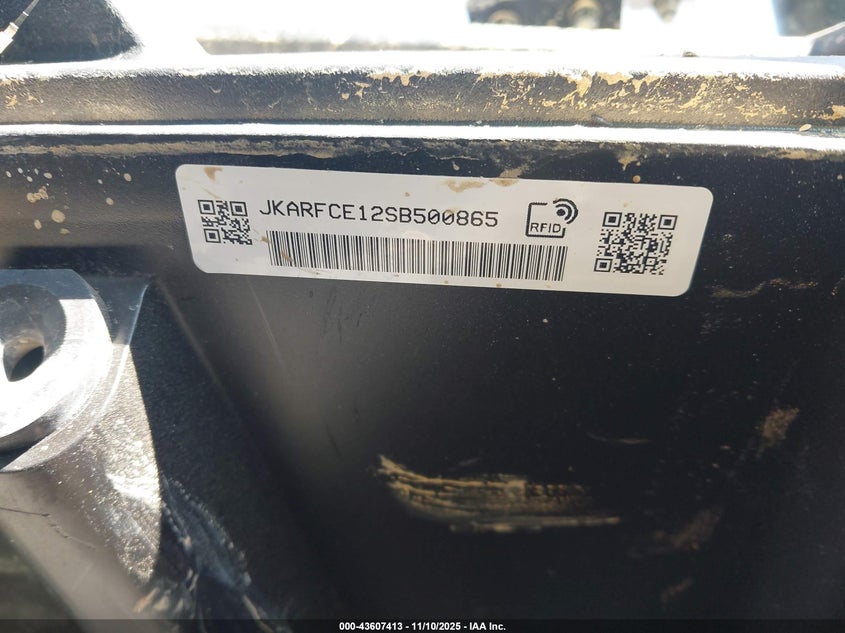 JKARFCE12SB500865
RFID
000-43607413 - 11/10/2025 - IAA Inc.